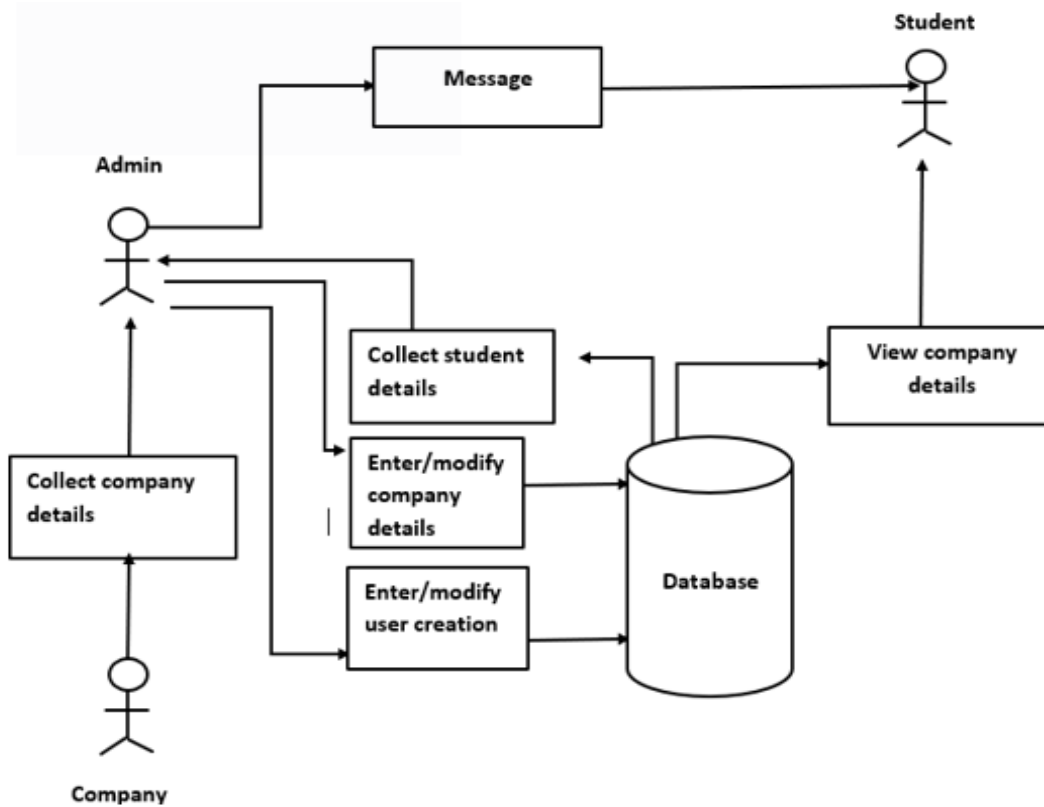 Student
Message
Admin
Collect student
details
View company
details
Enter/modify
company
details
Collect company
details
Database
Enter/modify
user creation
Company